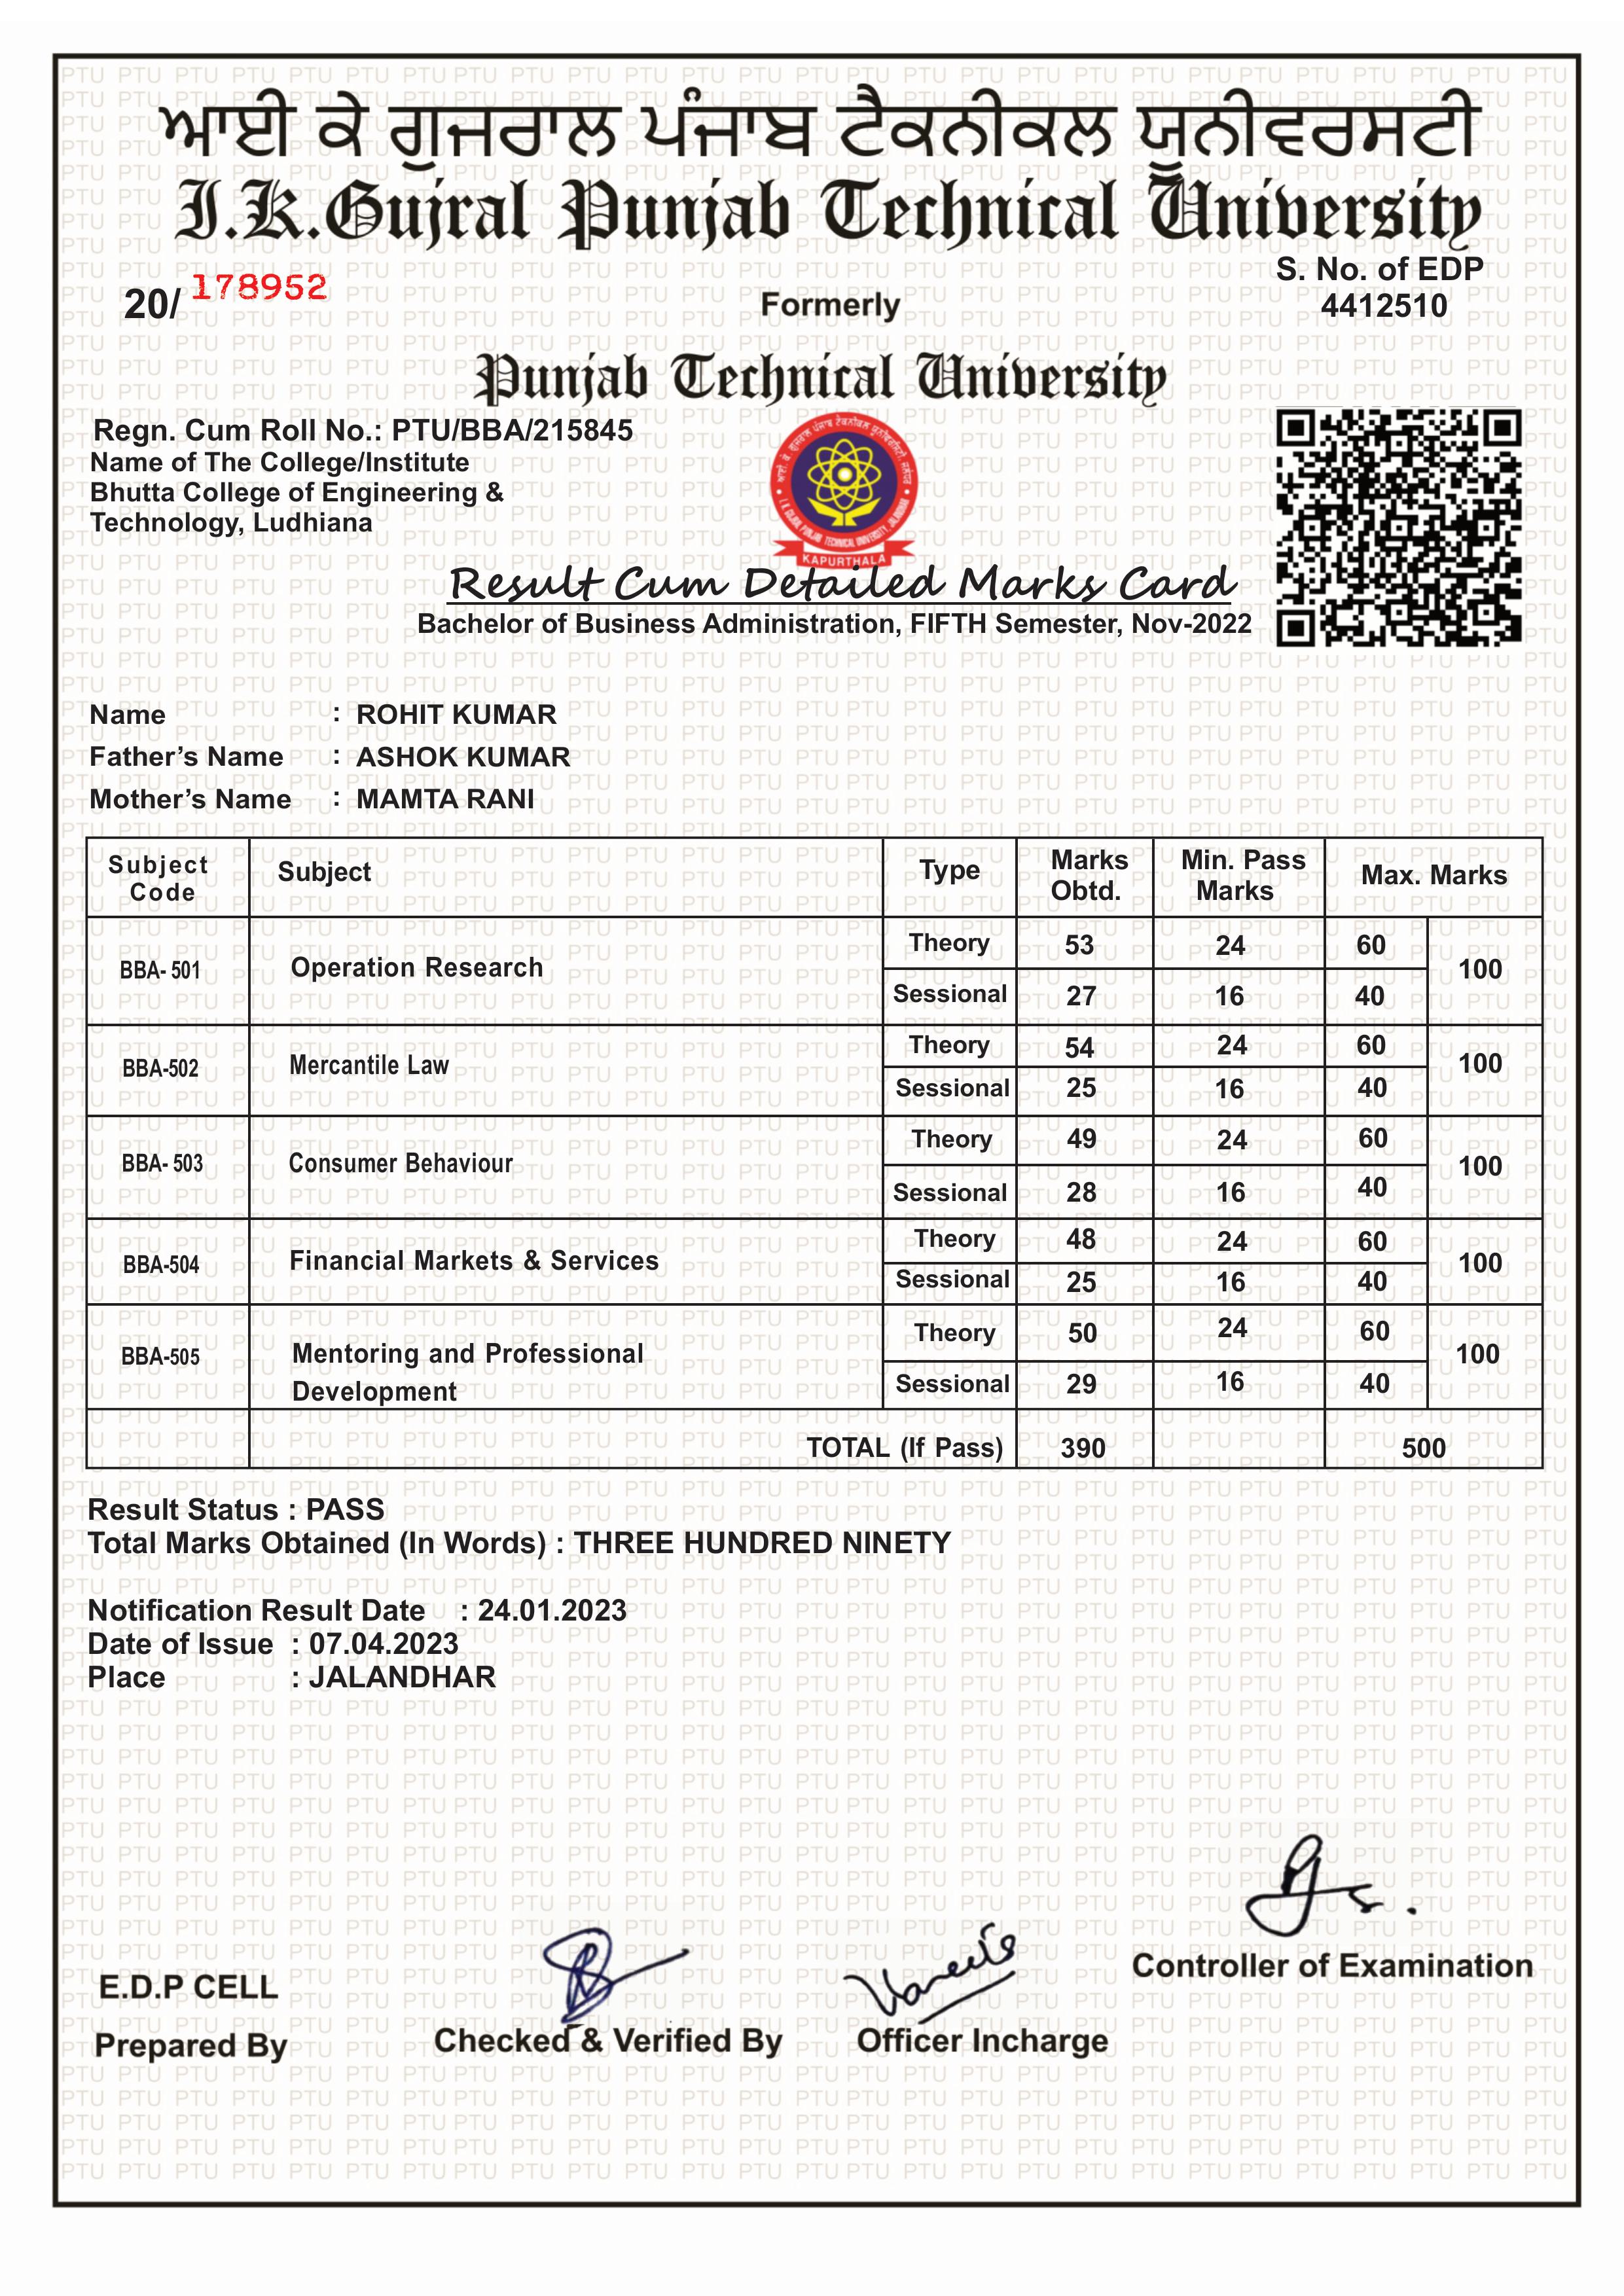 ਆਈ ਕੇ ਗੁਜਰਾਲ ਪੰਜਾਬ ਟੈਕਨੀਕਲ ਯੂਨੀਵਰਸਟੀ
I.K.Gujral Punjab Technical University
20/ 178952
S. No. of EDP
4412510
Formerly
Punjab Technical University
Regn. Cum Roll No.: PTU/BBA/215845
Name of The College/Institute
Bhutta College of Engineering &
Technology, Ludhiana
I. K. GUJRAL PUNJAB TECHNICAL UNIVERSITY, JALANDHAR
KAPURTHALA
Result Cum Detailed Marks Card
Bachelor of Business Administration, FIFTH Semester, Nov-2022
Name : ROHIT KUMAR
Father's Name : ASHOK KUMAR
Mother's Name : MAMTA RANI
Subject Code Subject Type Marks Obtd. Min. Pass Marks Max. Marks
BBA- 501 Operation Research Theory 53 24 60 100
Sessional 27 16 40
BBA-502 Mercantile Law Theory 54 24 60 100
Sessional 25 16 40
BBA- 503 Consumer Behaviour Theory 49 24 60 100
Sessional 28 16 40
BBA-504 Financial Markets & Services Theory 48 24 60 100
Sessional 25 16 40
BBA-505 Mentoring and Professional Theory 50 24 60 100
Development Sessional 29 16 40
TOTAL (If Pass) 390 500
Result Status : PASS
Total Marks Obtained (In Words) : THREE HUNDRED NINETY
Notification Result Date : 24.01.2023
Date of Issue : 07.04.2023
Place : JALANDHAR
Controller of Examination
E.D.P CELL
Prepared By
Checked & Verified By
Officer Incharge